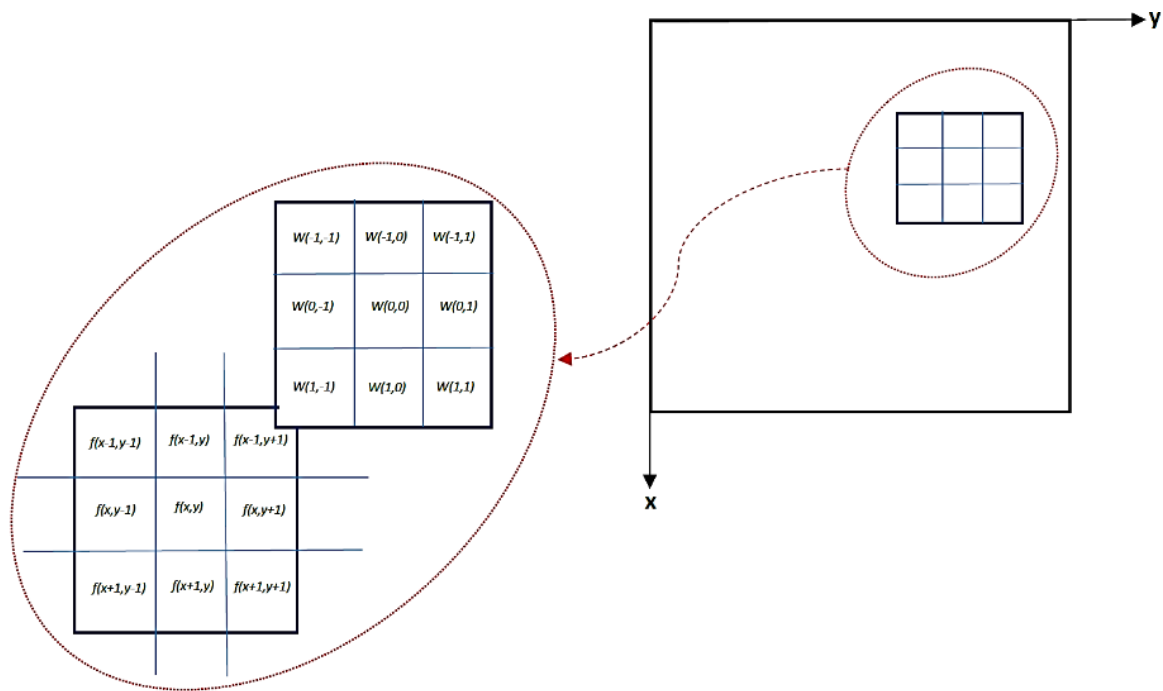 y
W(-1,-1) W(-1,0) W(-1,1)
W(0,-1) W(0,0) W(0,1)
W(1,-1) W(1,0) W(1,1)
f(x-1,y-1) f(x-1,y) f(x-1,y+1)
f(x,y-1) f(x,y) f(x,y+1)
x
f(x+1,y-1) f(x+1,y) f(x+1,y+1)